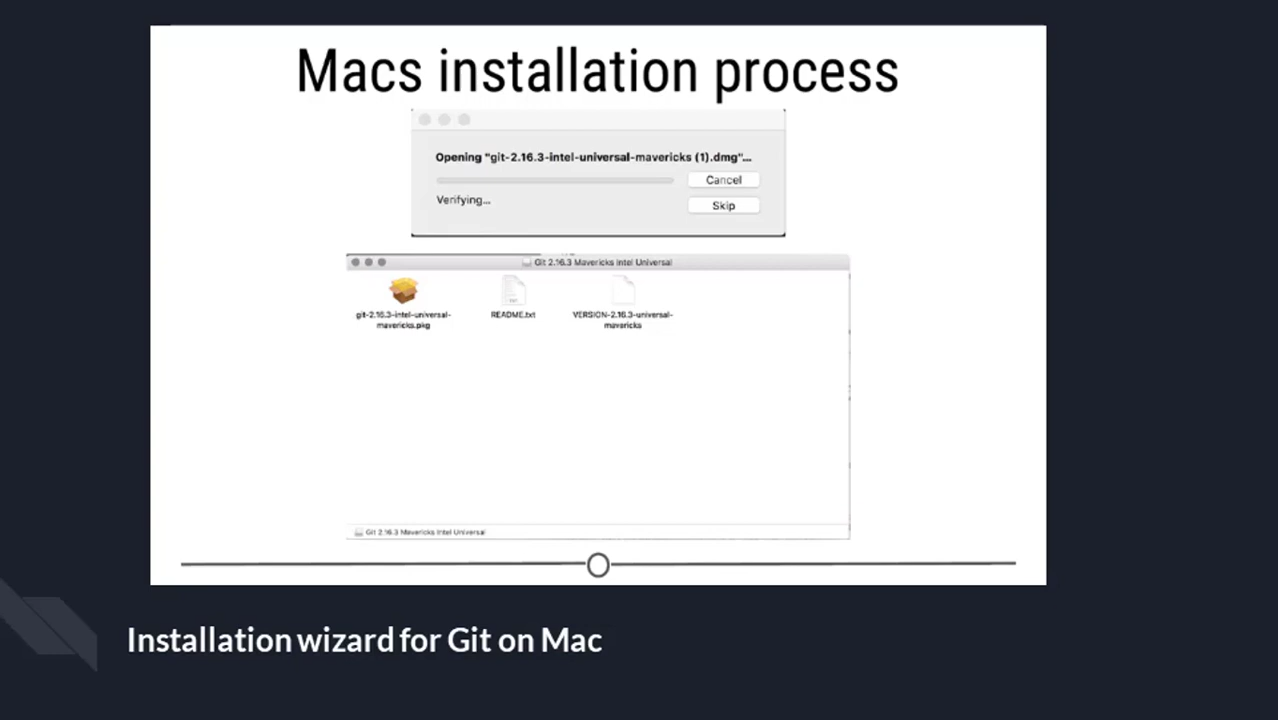 Macs installation process
Opening "git-2.16.3-intel-universal-mavericks (1).dmg"...
Cancel
Verifying...
Skip
Git 2.16.3 Mavericks Intel Universal
git-2.16.3-intel-universal-
mavericks.pkg
README.txt
VERSION-2.16.3-universal-
mavericks
Git 2.16.3 Mavericks Intel Universal
Installation wizard for Git on Mac